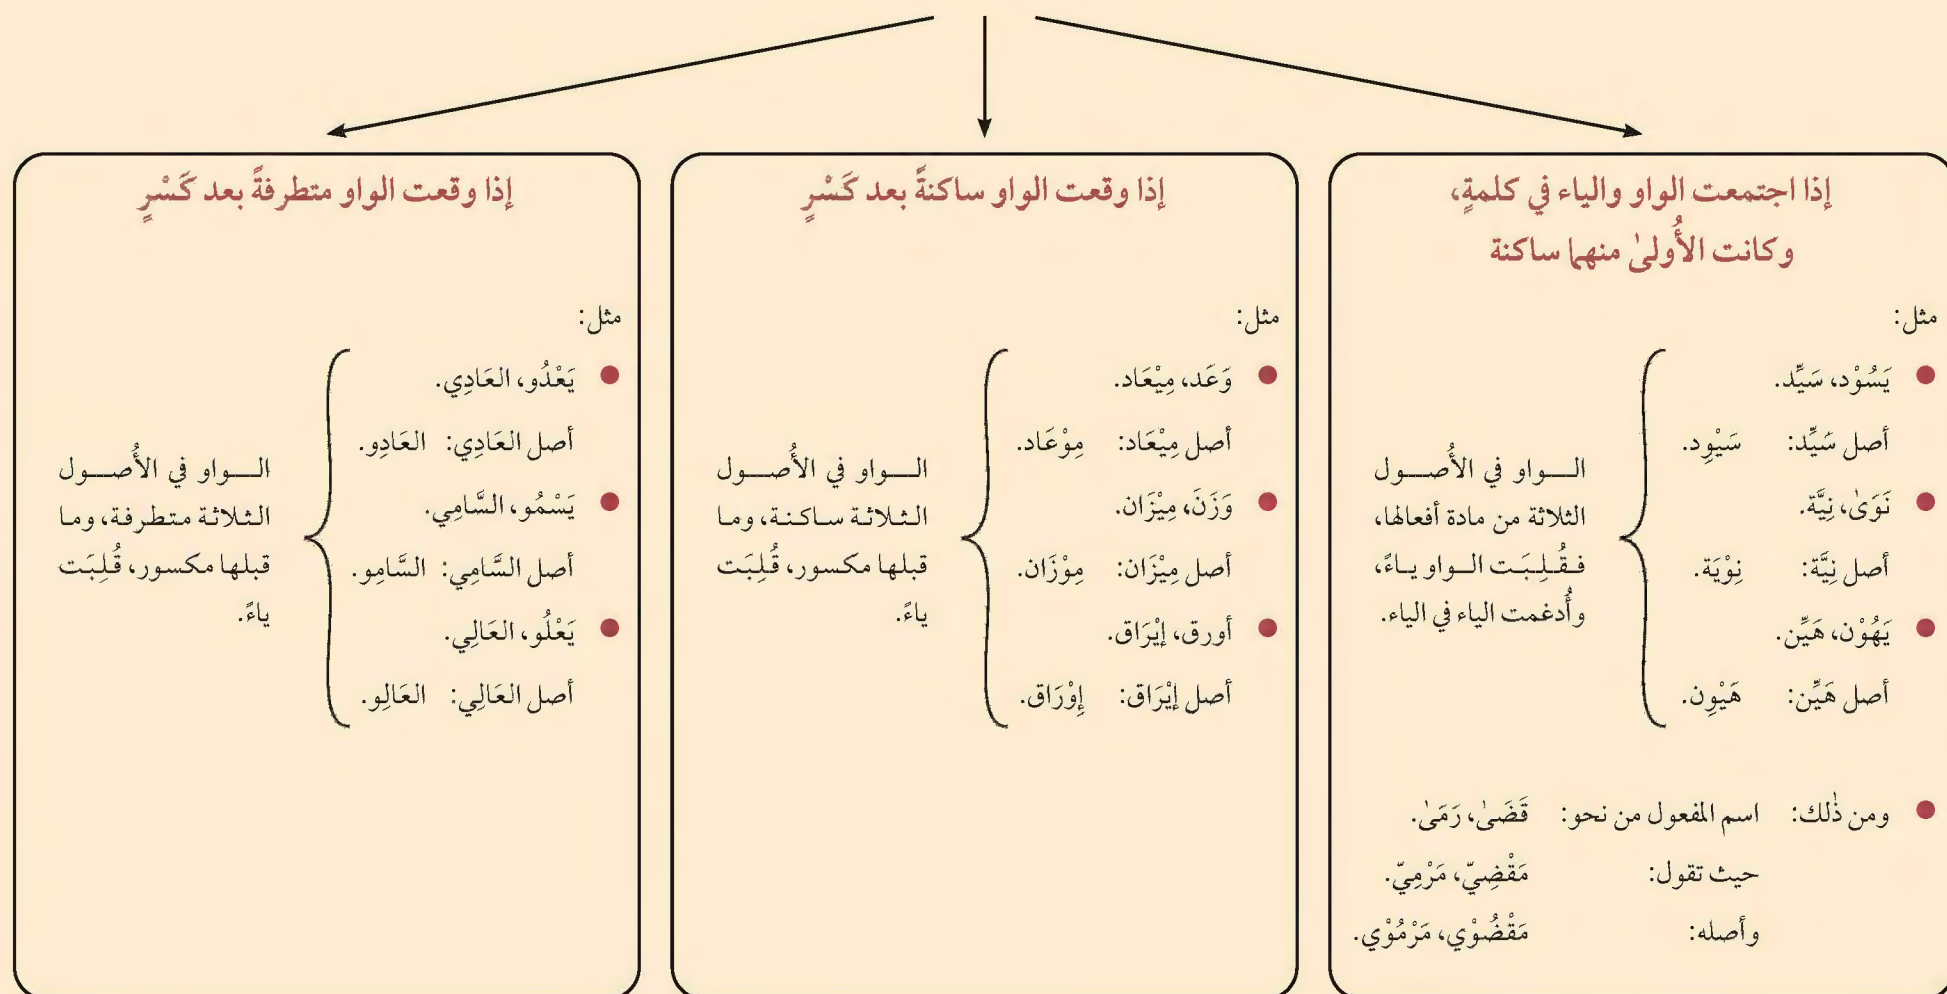 إذا اجتمعت الواو والياء في كلمةٍ،
وكانت الأُولىٰ منهما ساكنة
مثل:
يَسُوْد، سَيِّد.
أصل سَيِّد: سَيْوِد.
نَوَىٰ، نِيَّة.
أصل نِيَّة: نِوْيَة.
يَهُوْن، هَيِّن.
أصل هَيِّن: هَيْوِن.
الـــواو في الأُصـــول
الثلاثة من مادة أفعالها،
فـقُـلِـبَـت الـــواو يــاءً،
وأُدغمت الياء في الياء.
ومن ذٰلك: اسم المفعول من نحو: قَضَىٰ، رَمَىٰ.
حيث تقول: مَقْضِيّ، مَرْمِيّ.
وأصله: مَقْضُوْي، مَرْمُوْي.
إذا وقعت الواو ساكنةً بعد كَسْرٍ
مثل:
وَعَد، مِيْعَاد.
أصل مِيْعَاد: مِوْعَاد.
وَزَنَ، مِيْزَان.
أصل مِيْزَان: مِوْزَان.
أورق، إيْرَاق.
أصل إيْرَاق: إِوْرَاق.
الـــواو في الأُصـــول
الـثـلاثـة سـاكـنـة، ومـا
قبلها مكسور، قُلِبَت
ياءً.
إذا وقعت الواو متطرفةً بعد كَسْرٍ
مثل:
يَعْدُو، العَادِي.
أصل العَادِي: العَادِو.
يَسْمُو، السَّامِي.
أصل السَّامِي: السَّامِو.
يَعْلُو، العَالِي.
أصل العَالِي: العَالِو.
الـــواو في الأُصـــول
الثلاثة متطرفة، وما
قبلها مكسور، قُلِبَت
ياءً.